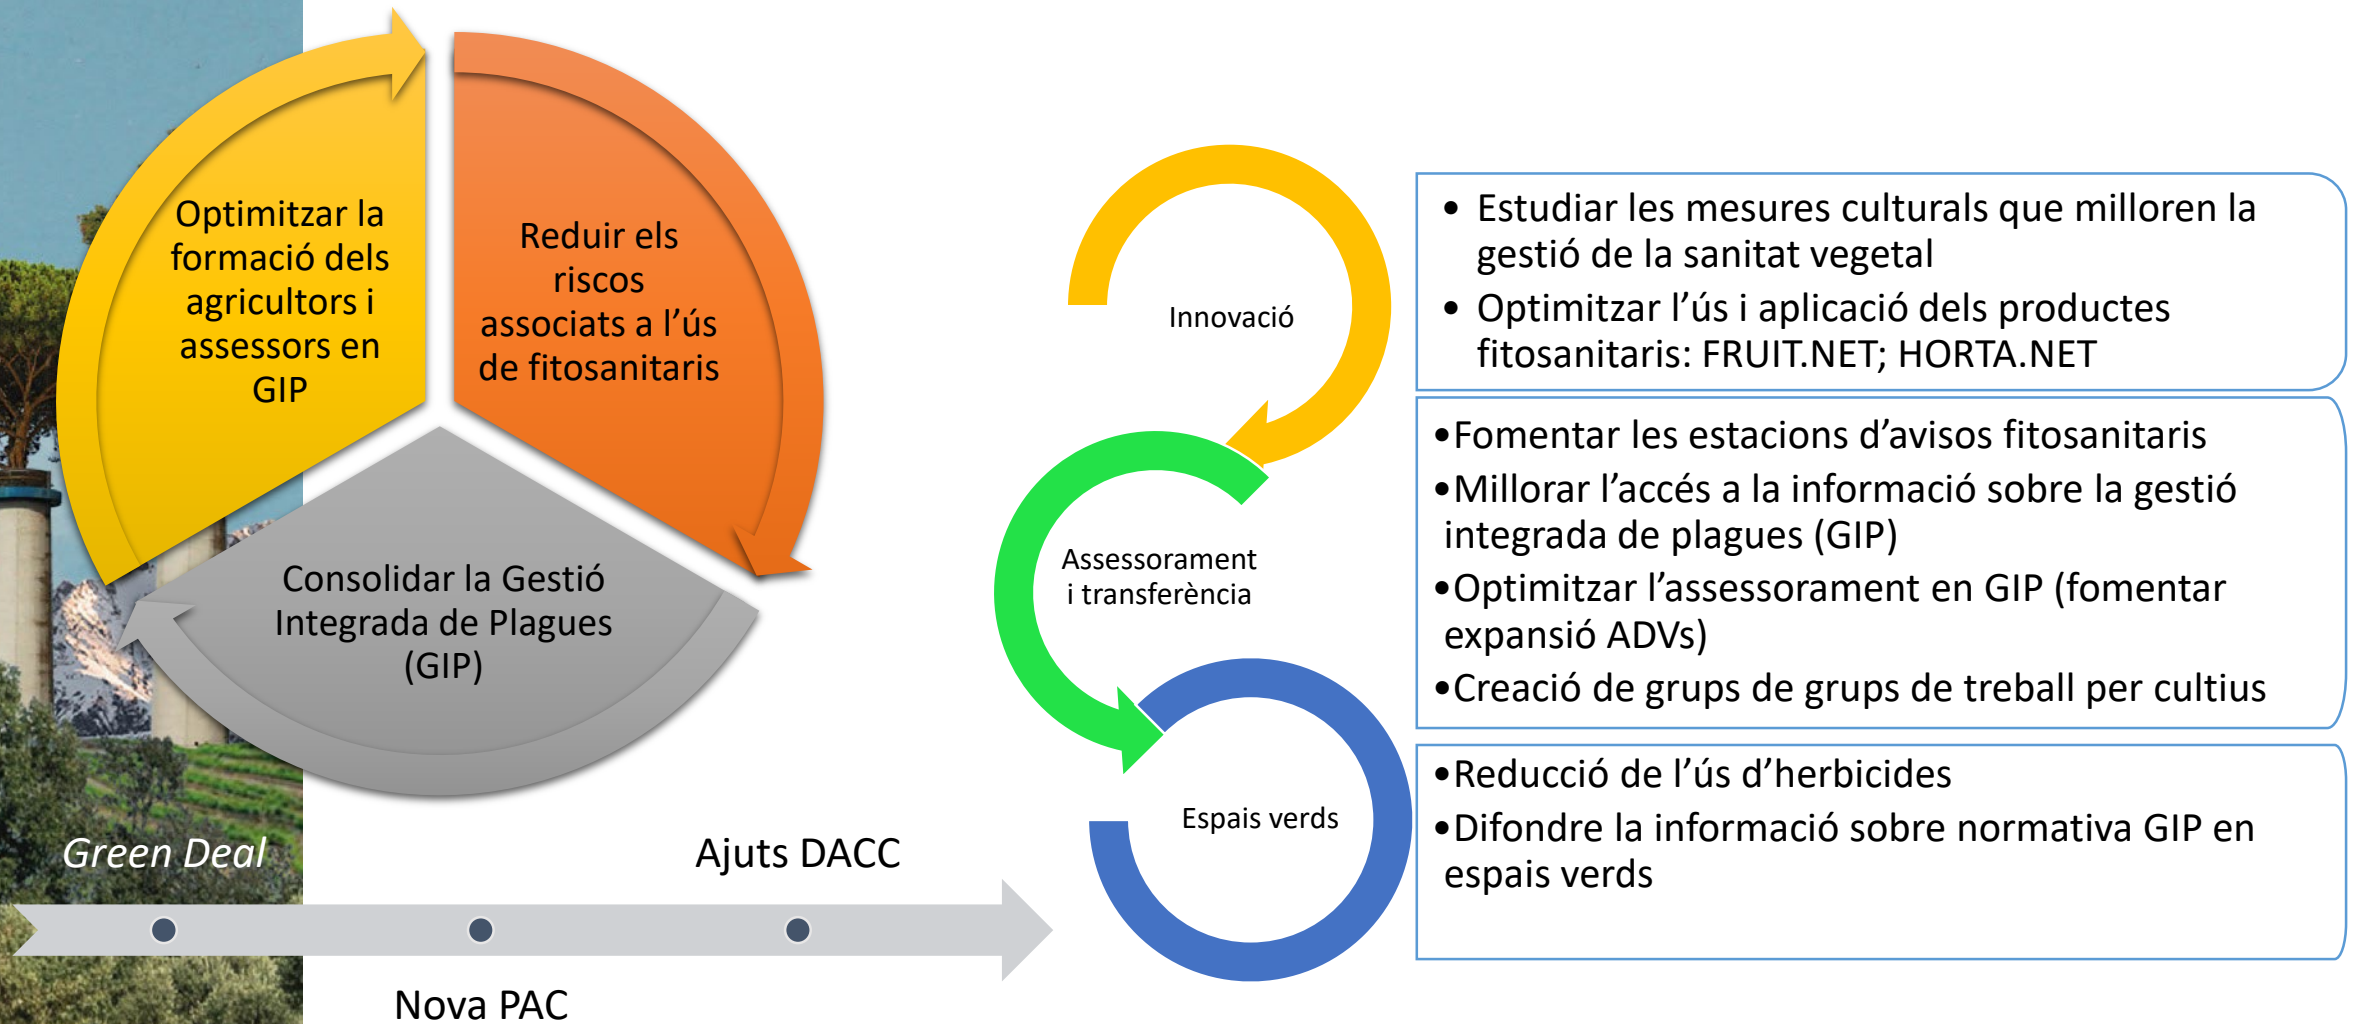 Optimitzar la
formació dels
agricultors i
assessors en
GIP
Reduir els
riscos
associats a l’ús
de fitosanitaris
Consolidar la Gestió
Integrada de Plagues
(GIP)
Green Deal
Nova PAC
Ajuts DACC
Innovació
• Estudiar les mesures culturals que milloren la
gestió de la sanitat vegetal
• Optimitzar l’ús i aplicació dels productes
fitosanitaris: FRUIT.NET; HORTA.NET
Assessorament
i transferència
•Fomentar les estacions d’avisos fitosanitaris
•Millorar l’accés a la informació sobre la gestió
integrada de plagues (GIP)
•Optimitzar l’assessorament en GIP (fomentar
expansió ADVs)
•Creació de grups de grups de treball per cultius
Espais verds
•Reducció de l’ús d’herbicides
•Difondre la informació sobre normativa GIP en
espais verds